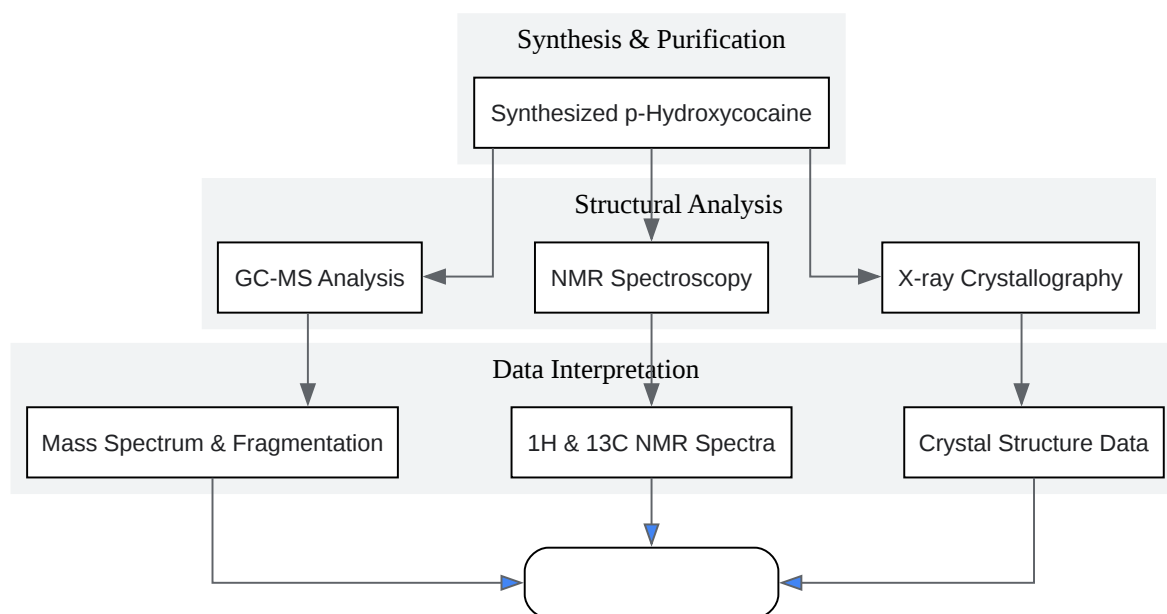 Synthesis & Purification
Synthesized p-Hydroxycocaine
Structural Analysis
GC-MS Analysis
NMR Spectroscopy
X-ray Crystallography
Data Interpretation
Mass Spectrum & Fragmentation
1H & 13C NMR Spectra
Crystal Structure Data